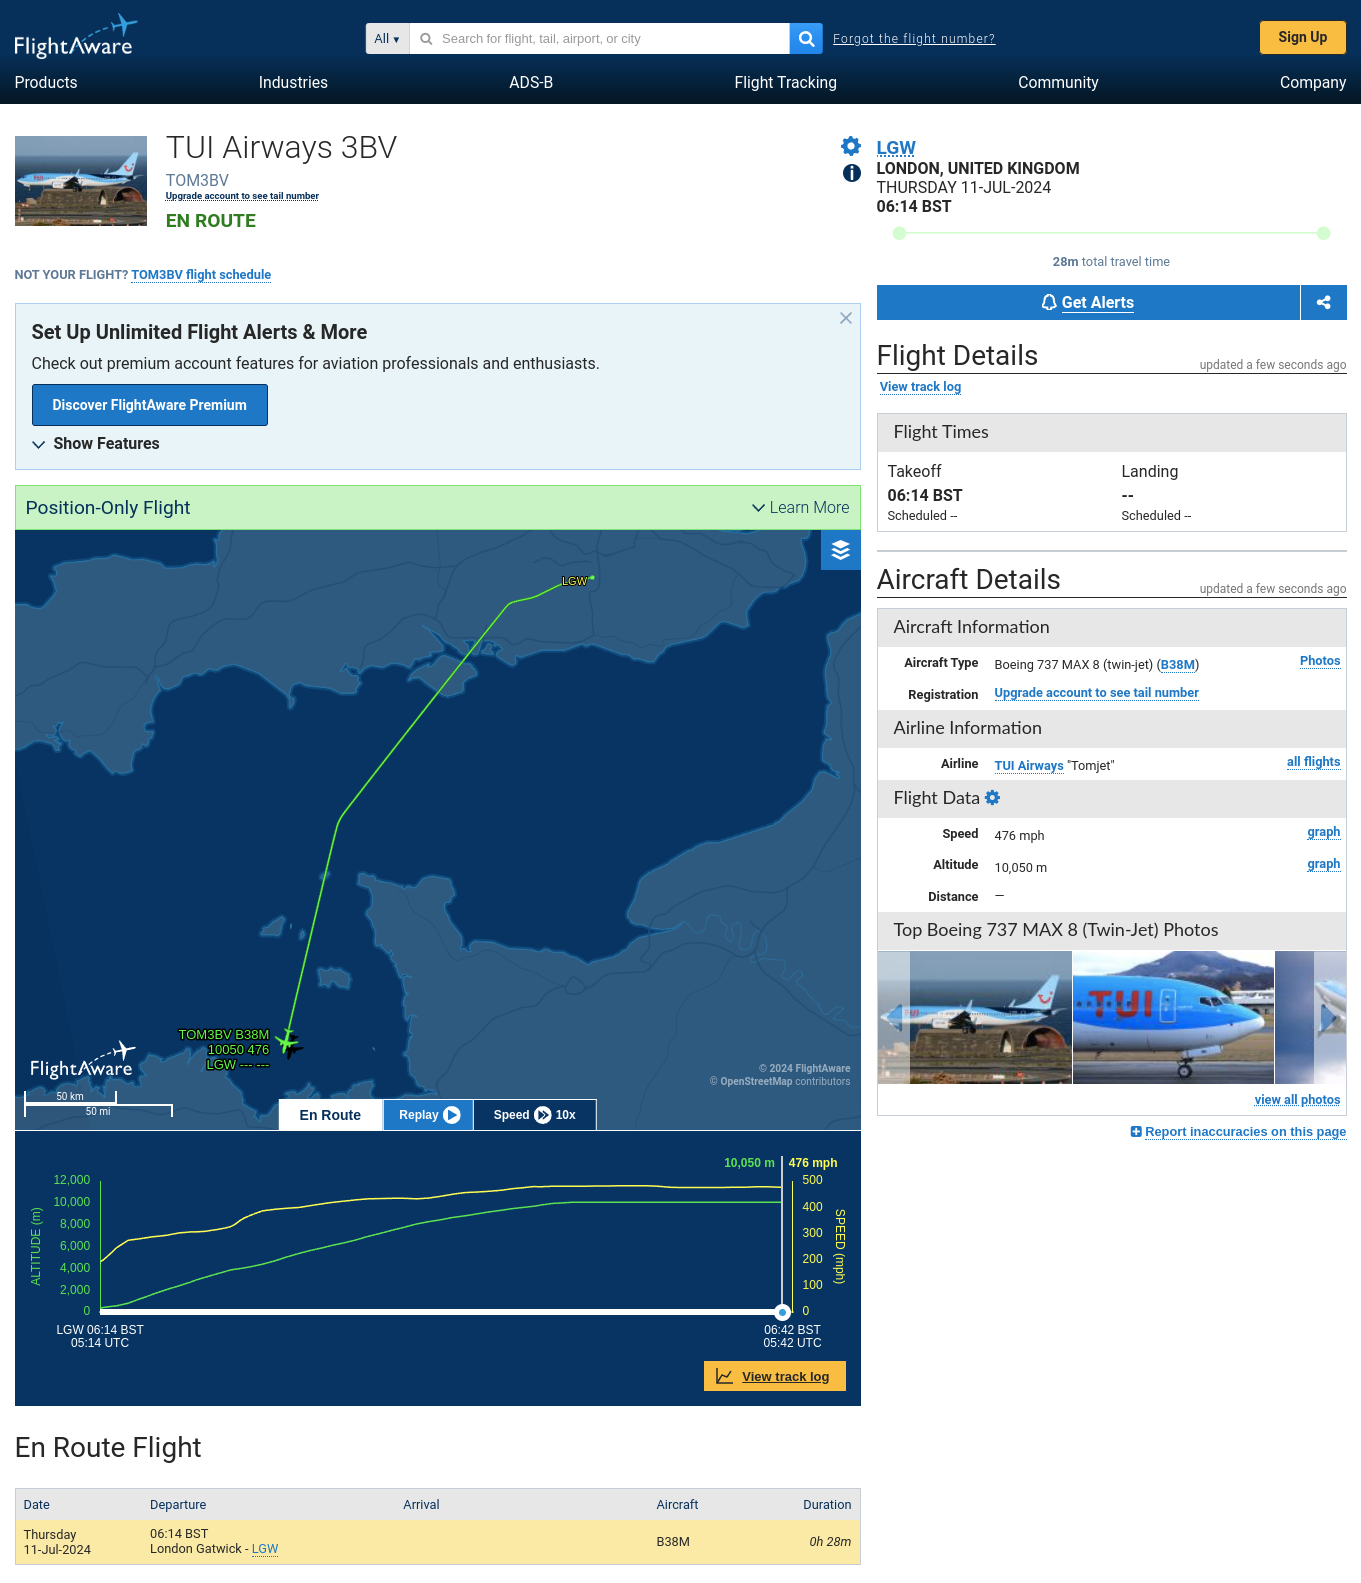 FlightAware
All ▼
Search for flight, tail, airport, or city
Forgot the flight number?
Sign Up
Products
Industries
ADS-B
Flight Tracking
Community
Company
TUI Airways 3BV
TOM3BV
Upgrade account to see tail number
EN ROUTE
NOT YOUR FLIGHT? TOM3BV flight schedule
Set Up Unlimited Flight Alerts & More
Check out premium account features for aviation professionals and enthusiasts.
Discover FlightAware Premium
Show Features
Position-Only Flight
Learn More
LGW
TOM3BV B38M
10050 476
LGW --- ---
FlightAware
50 km
50 mi
© 2024 FlightAware
© OpenStreetMap contributors
En Route
Replay
Speed 10x
10,050 m
476 mph
ALTITUDE (m)
12,000
10,000
8,000
6,000
4,000
2,000
0
500
400
300
200
100
0
SPEED (mph)
LGW 06:14 BST
05:14 UTC
06:42 BST
05:42 UTC
View track log
En Route Flight
Date Departure Arrival Aircraft Duration
Thursday
11-Jul-2024
06:14 BST
London Gatwick - LGW
B38M
0h 28m
LGW
LONDON, UNITED KINGDOM
THURSDAY 11-JUL-2024
06:14 BST
28m total travel time
Get Alerts
Flight Details
updated a few seconds ago
View track log
Flight Times
Takeoff
06:14 BST
Scheduled --
Landing
--
Scheduled --
Aircraft Details
updated a few seconds ago
Aircraft Information
Aircraft Type Boeing 737 MAX 8 (twin-jet) (B38M) Photos
Registration Upgrade account to see tail number
Airline Information
Airline TUI Airways "Tomjet" all flights
Flight Data
Speed 476 mph graph
Altitude 10,050 m graph
Distance —
Top Boeing 737 MAX 8 (Twin-Jet) Photos
TUI
TUI
view all photos
Report inaccuracies on this page